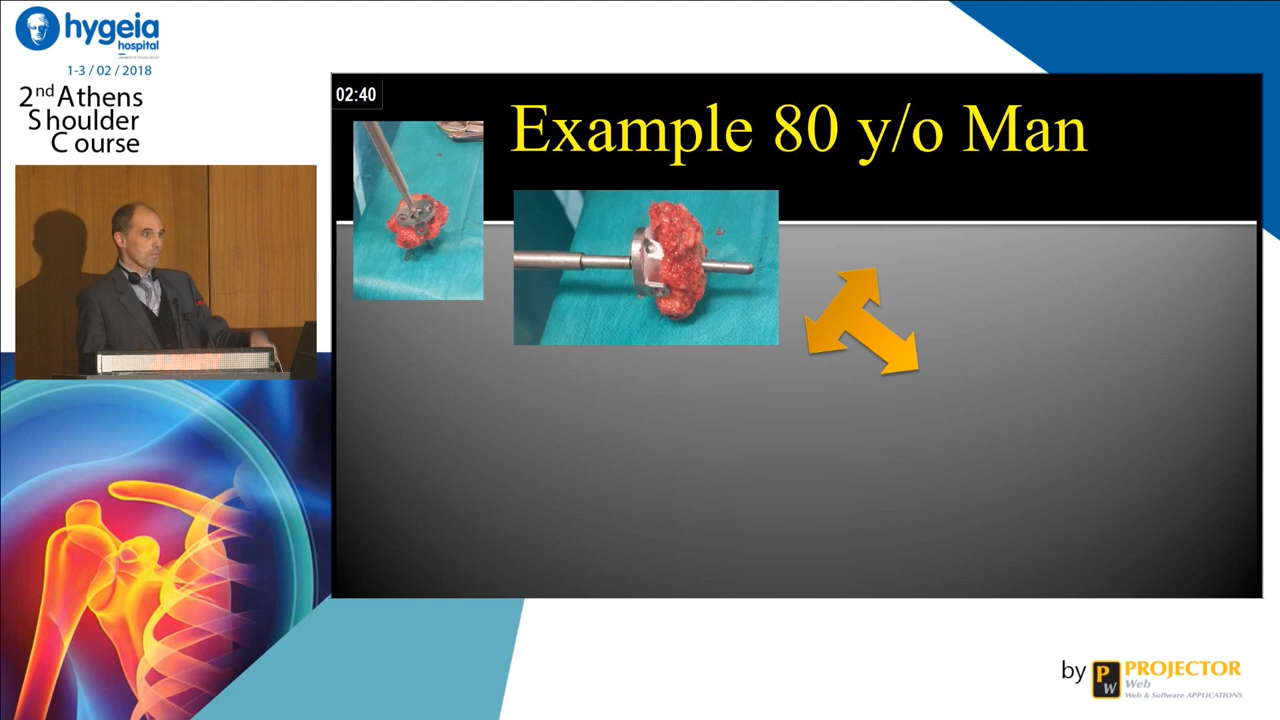 hygeia
hospital
1-3 / 02 / 2018
2nd Athens
Shoulder
Course
02:40
Example 80 y/o Man
by PW PROJECTOR
Web
Web & Software APPLICATIONS